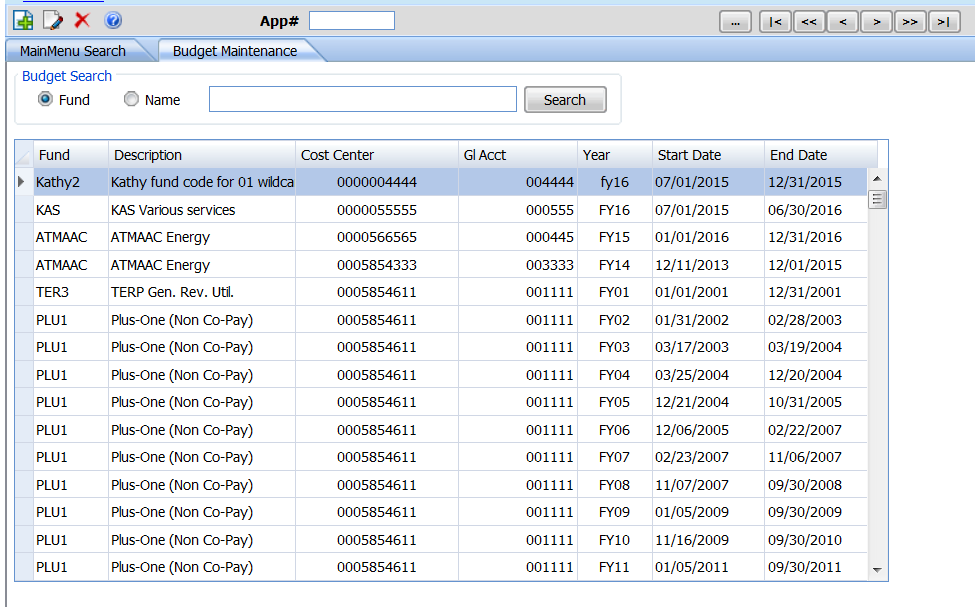 App# ... |< << < > >> >|
MainMenu Search Budget Maintenance
Budget Search
Fund Name Search
Fund Description Cost Center Gl Acct Year Start Date End Date
Kathy2 Kathy fund code for 01 wildca 0000004444 004444 fy16 07/01/2015 12/31/2015
KAS KAS Various services 0000055555 000555 FY16 07/01/2015 06/30/2016
ATMAAC ATMAAC Energy 0000566565 000445 FY15 01/01/2016 12/31/2016
ATMAAC ATMAAC Energy 0005854333 003333 FY14 12/11/2013 12/01/2015
TER3 TERP Gen. Rev. Util. 0005854611 001111 FY01 01/01/2001 12/31/2001
PLU1 Plus-One (Non Co-Pay) 0005854611 001111 FY02 01/31/2002 02/28/2003
PLU1 Plus-One (Non Co-Pay) 0005854611 001111 FY03 03/17/2003 03/19/2004
PLU1 Plus-One (Non Co-Pay) 0005854611 001111 FY04 03/25/2004 12/20/2004
PLU1 Plus-One (Non Co-Pay) 0005854611 001111 FY05 12/21/2004 10/31/2005
PLU1 Plus-One (Non Co-Pay) 0005854611 001111 FY06 12/06/2005 02/22/2007
PLU1 Plus-One (Non Co-Pay) 0005854611 001111 FY07 02/23/2007 11/06/2007
PLU1 Plus-One (Non Co-Pay) 0005854611 001111 FY08 11/07/2007 09/30/2008
PLU1 Plus-One (Non Co-Pay) 0005854611 001111 FY09 01/05/2009 09/30/2009
PLU1 Plus-One (Non Co-Pay) 0005854611 001111 FY10 11/16/2009 09/30/2010
PLU1 Plus-One (Non Co-Pay) 0005854611 001111 FY11 01/05/2011 09/30/2011